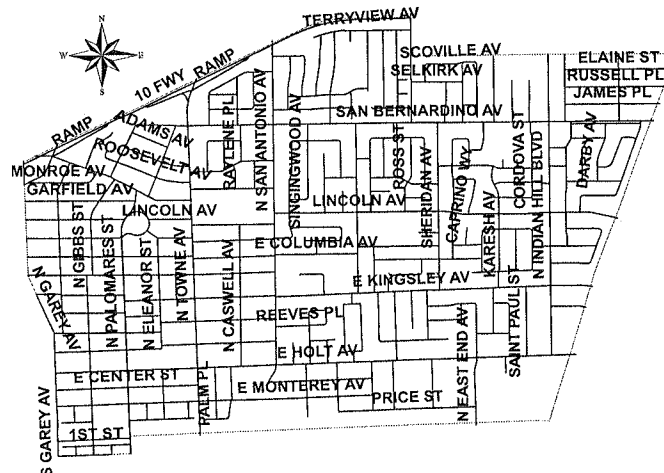 TERRYVIEW AV
SCOVILLE AV
ELAINE ST
N
W
E
S
10 FWY
RAMP
SELKIRK AV
RUSSELL PL
JAMES PL
SAN BERNARDINO AV
RAMP
ADAMS AV
ROOSEVELT AV
RAYLENE PL
N SAN ANTONIO AV
SINGINGWOOD AV
ROSS ST
SHERIDAN AV
CAPRINO WY
KARESH AV
CORDOVA ST
N INDIAN HILL BLVD
DARBY AV
MONROE AV
GARFIELD AV
LINCOLN AV
LINCOLN AV
N GIBBS ST
N PALOMARES ST
N ELEANOR ST
N TOWNE AV
N CASWELL AV
E COLUMBIA AV
E KINGSLEY AV
N GAREY AV
REEVES PL
E HOLT AV
N EAST END AV
SAINT PAUL ST
E CENTER ST
PALM PL
E MONTEREY AV
PRICE ST
1ST ST
S GAREY AV